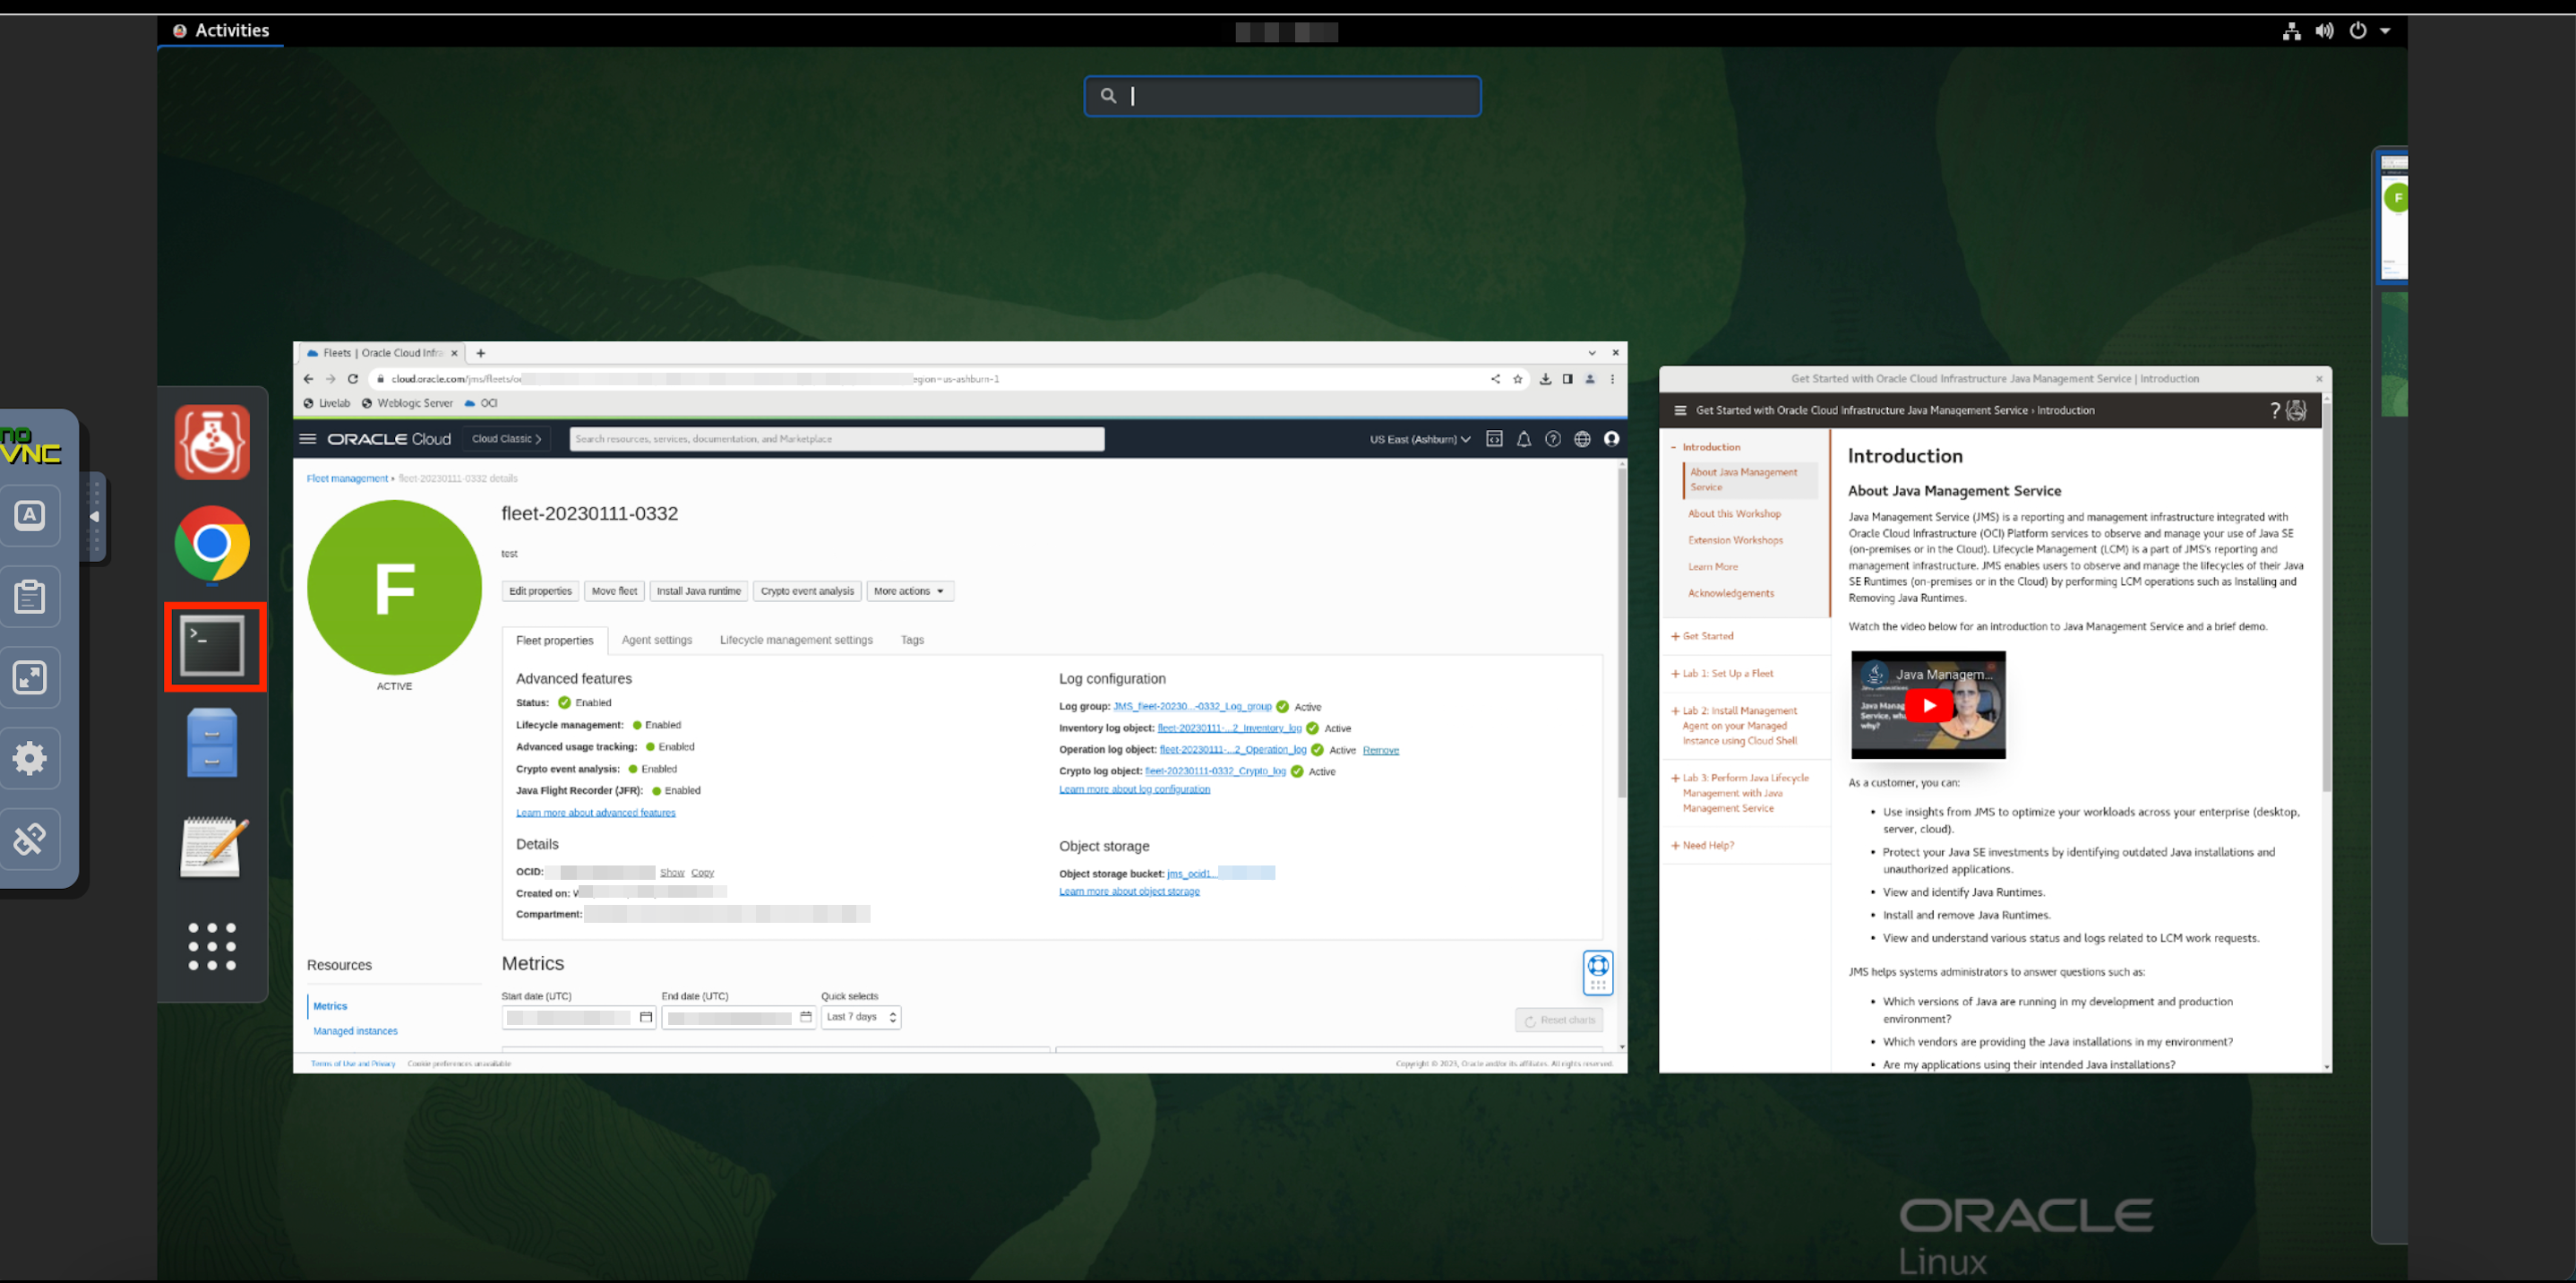 Activities
no
VNC
A
Fleets | Oracle Cloud Infra
cloud.oracle.com/jms/fleets/o
egion=us-ashburn-1
Livelab
Weblogic Server
OCI
ORACLE Cloud
Cloud Classic
Search resources, services, documentation, and Marketplace
US East (Ashburn)
Fleet management
fleet-20230111-0332 details
F
ACTIVE
fleet-20230111-0332
test
Edit properties
Move fleet
Install Java runtime
Crypto event analysis
More actions
Fleet properties
Agent settings
Lifecycle management settings
Tags
Advanced features
Status: Enabled
Lifecycle management: Enabled
Advanced usage tracking: Enabled
Crypto event analysis: Enabled
Java Flight Recorder (JFR): Enabled
Learn more about advanced features
Details
OCID:
Show Copy
Created on:
Compartment:
Log configuration
Log group: JMS_fleet-20230...-0332_Log_group Active
Inventory log object: fleet-20230111-...2_Inventory_log Active
Operation log object: fleet-20230111-...2_Operation_log Active Remove
Crypto log object: fleet-20230111-0332_Crypto_log Active
Learn more about log configuration
Object storage
Object storage bucket: jms_ocid1.
Learn more about object storage
Resources
Metrics
Managed instances
Metrics
Start date (UTC)
End date (UTC)
Quick selects
Last 7 days
Reset charts
Terms of Use and Privacy
Cookie preferences unavailable
Copyright © 2023, Oracle and/or its affiliates. All rights reserved.
Get Started with Oracle Cloud Infrastructure Java Management Service | Introduction
Get Started with Oracle Cloud Infrastructure Java Management Service › Introduction
?
- Introduction
About Java Management
Service
About this Workshop
Extension Workshops
Learn More
Acknowledgements
+ Get Started
+ Lab 1: Set Up a Fleet
+ Lab 2: Install Management
Agent on your Managed
Instance using Cloud Shell
+ Lab 3: Perform Java Lifecycle
Management with Java
Management Service
+ Need Help?
Introduction
About Java Management Service
Java Management Service (JMS) is a reporting and management infrastructure integrated with
Oracle Cloud Infrastructure (OCI) Platform services to observe and manage your use of Java SE
(on-premises or in the Cloud). Lifecycle Management (LCM) is a part of JMS's reporting and
management infrastructure. JMS enables users to observe and manage the lifecycles of their Java
SE Runtimes (on-premises or in the Cloud) by performing LCM operations such as Installing and
Removing Java Runtimes.
Watch the video below for an introduction to Java Management Service and a brief demo.
Java Managem...
As a customer, you can:
• Use insights from JMS to optimize your workloads across your enterprise (desktop,
server, cloud).
• Protect your Java SE investments by identifying outdated Java installations and
unauthorized applications.
• View and identify Java Runtimes.
• Install and remove Java Runtimes.
• View and understand various status and logs related to LCM work requests.
JMS helps systems administrators to answer questions such as:
• Which versions of Java are running in my development and production
environment?
• Which vendors are providing the Java installations in my environment?
• Are my applications using their intended Java installations?
F
ORACLE
Linux